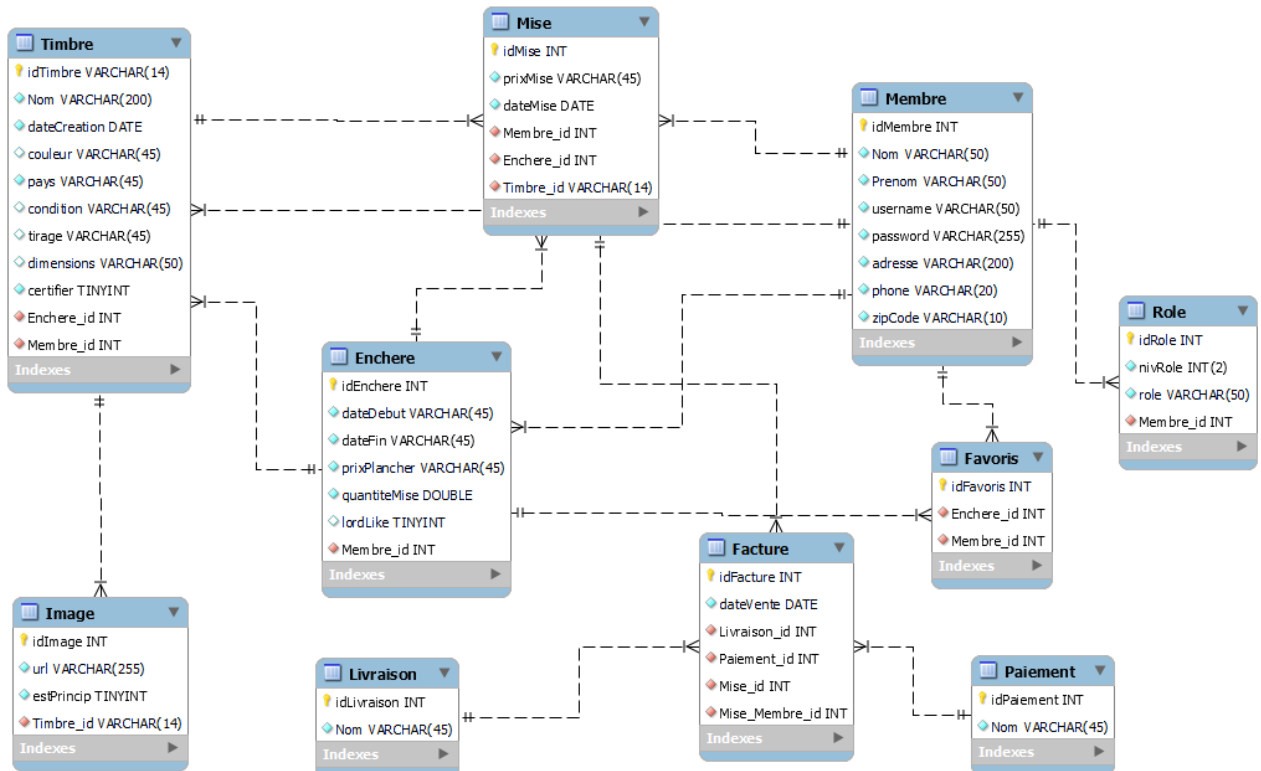 Timbre
idTimbre VARCHAR(14)
Nom VARCHAR(200)
dateCreation DATE
couleur VARCHAR(45)
pays VARCHAR(45)
condition VARCHAR(45)
tirage VARCHAR(45)
dimensions VARCHAR(50)
certifier TINYINT
Enchere_id INT
Membre_id INT
Indexes
Mise
idMise INT
prixMise VARCHAR(45)
dateMise DATE
Membre_id INT
Enchere_id INT
Timbre_id VARCHAR(14)
Indexes
Membre
idMembre INT
Nom VARCHAR(50)
Prenom VARCHAR(50)
username VARCHAR(50)
password VARCHAR(255)
adresse VARCHAR(200)
phone VARCHAR(20)
zipCode VARCHAR(10)
Indexes
Role
idRole INT
nivRole INT(2)
role VARCHAR(50)
Membre_id INT
Indexes
Enchere
idEnchere INT
dateDebut VARCHAR(45)
dateFin VARCHAR(45)
prixPlancher VARCHAR(45)
quantiteMise DOUBLE
lordLike TINYINT
Membre_id INT
Indexes
Favoris
idFavoris INT
Enchere_id INT
Membre_id INT
Indexes
Facture
idFacture INT
dateVente DATE
Livraison_id INT
Paiement_id INT
Mise_id INT
Mise_Membre_id INT
Indexes
Image
idImage INT
url VARCHAR(255)
estPrincip TINYINT
Timbre_id VARCHAR(14)
Indexes
Livraison
idLivraison INT
Nom VARCHAR(45)
Indexes
Paiement
idPaiement INT
Nom VARCHAR(45)
Indexes